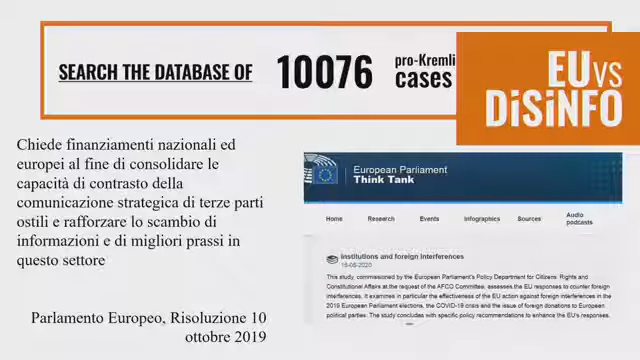 SEARCH THE DATABASE OF 10076 pro-Kremli
cases
EUvs
DiSiNFO
Chiede finanziamenti nazionali ed
europei al fine di consolidare le
capacità di contrasto della
comunicazione strategica di terze parti
ostili e rafforzare lo scambio di
informazioni e di migliori prassi in
questo settore
Parlamento Europeo, Risoluzione 10
ottobre 2019
European Parliament
Think Tank
Home Research Events Infographics Sources Audio
podcasts
Institutions and foreign interferences
15-06-2020
This study, commissioned by the European Parliament's Policy Department for Citizens' Rights and
Constitutional Affairs at the request of the AFCO Committee, assesses the EU responses to counter foreign
interferences. It examines in particular the effectiveness of the EU action against foreign interferences in the
2019 European Parliament elections, the COVID-19 crisis and the issue of foreign donations to European
political parties. The study concludes with specific policy recommendations to enhance the EU's responses.